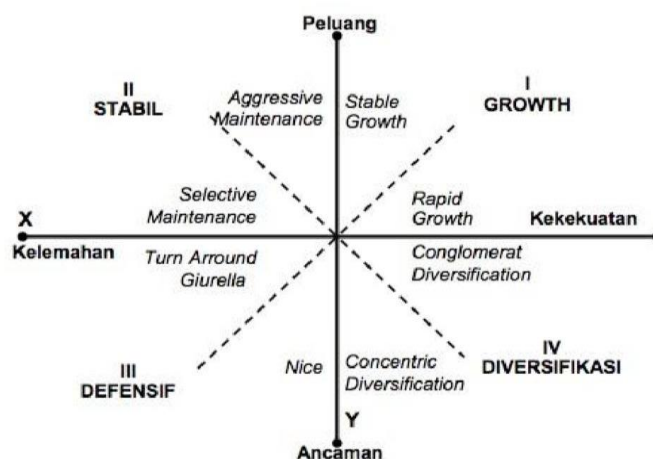 Peluang
II
STABIL
Aggressive
Maintenance
Stable
Growth
I
GROWTH
Selective
Maintenance
Rapid
Growth
X
Kekekuatan
Kelemahan
Turn Arround
Giurella
Conglomerat
Diversification
III
DEFENSIF
Nice
Concentric
Diversification
IV
DIVERSIFIKASI
Y
Ancaman